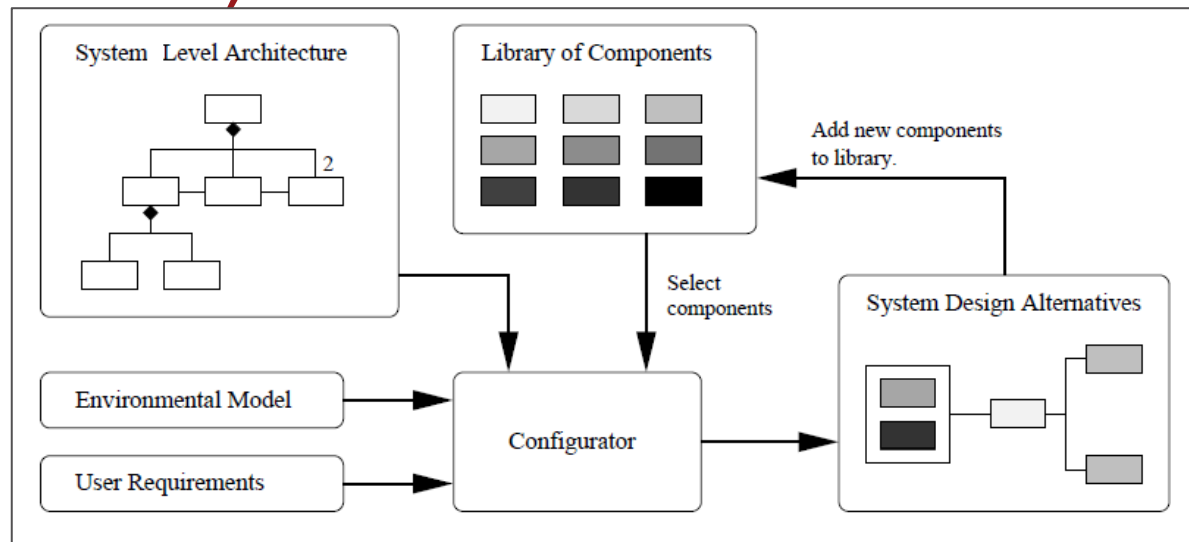 System Level Architecture
2
Library of Components
Add new components
to library.
Select
components
System Design Alternatives
Environmental Model
Configurator
User Requirements